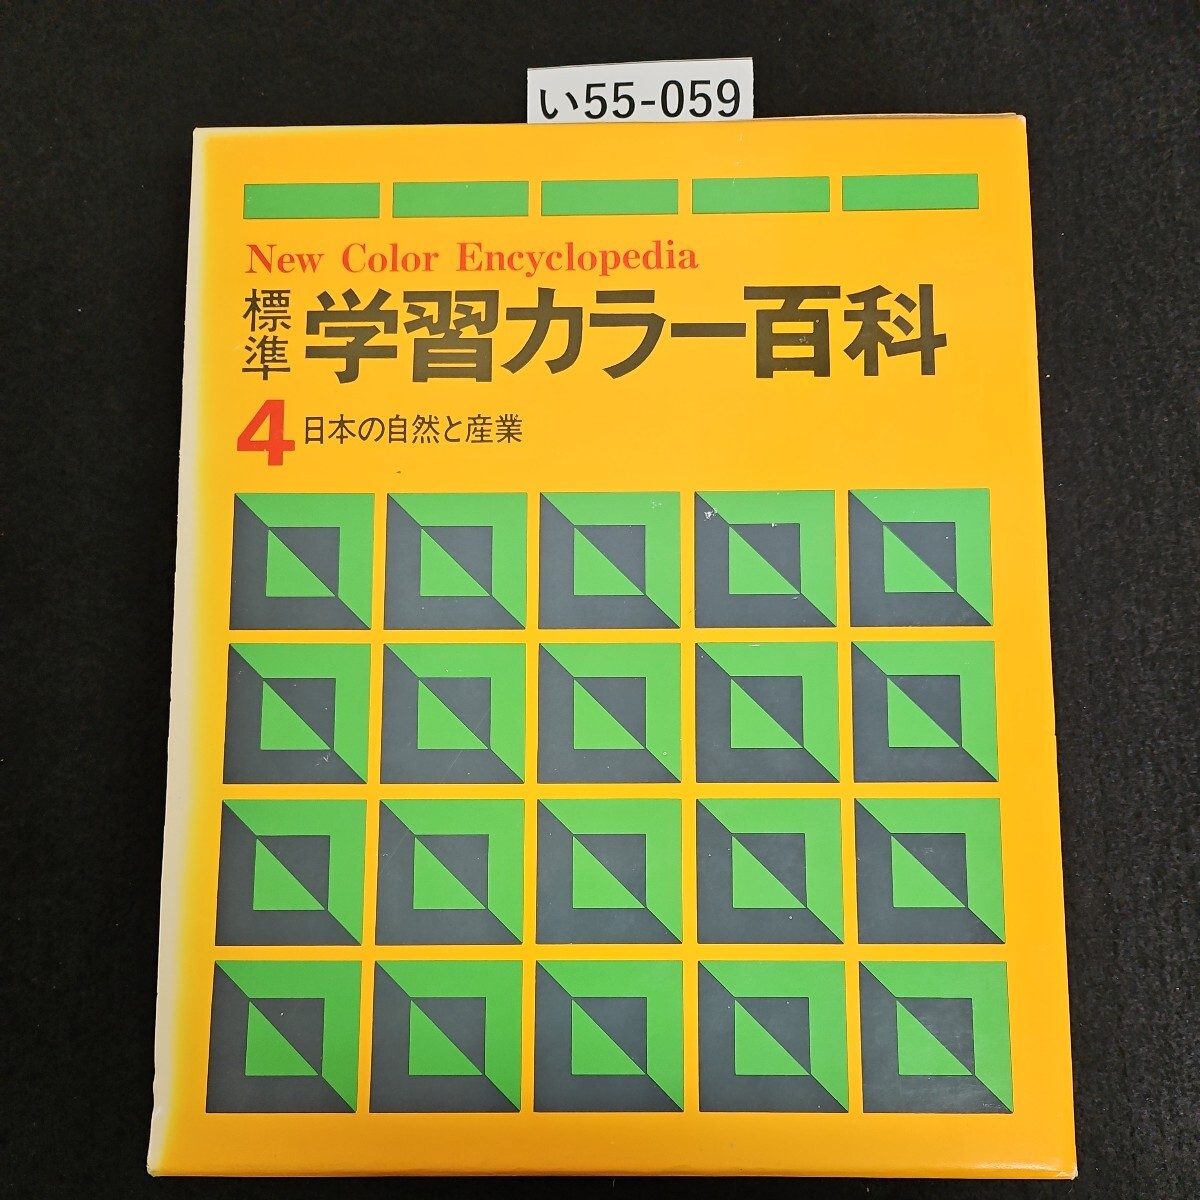 い55-059
New Color Encyclopedia
標準 学習カラー百科
4 日本の自然と産業